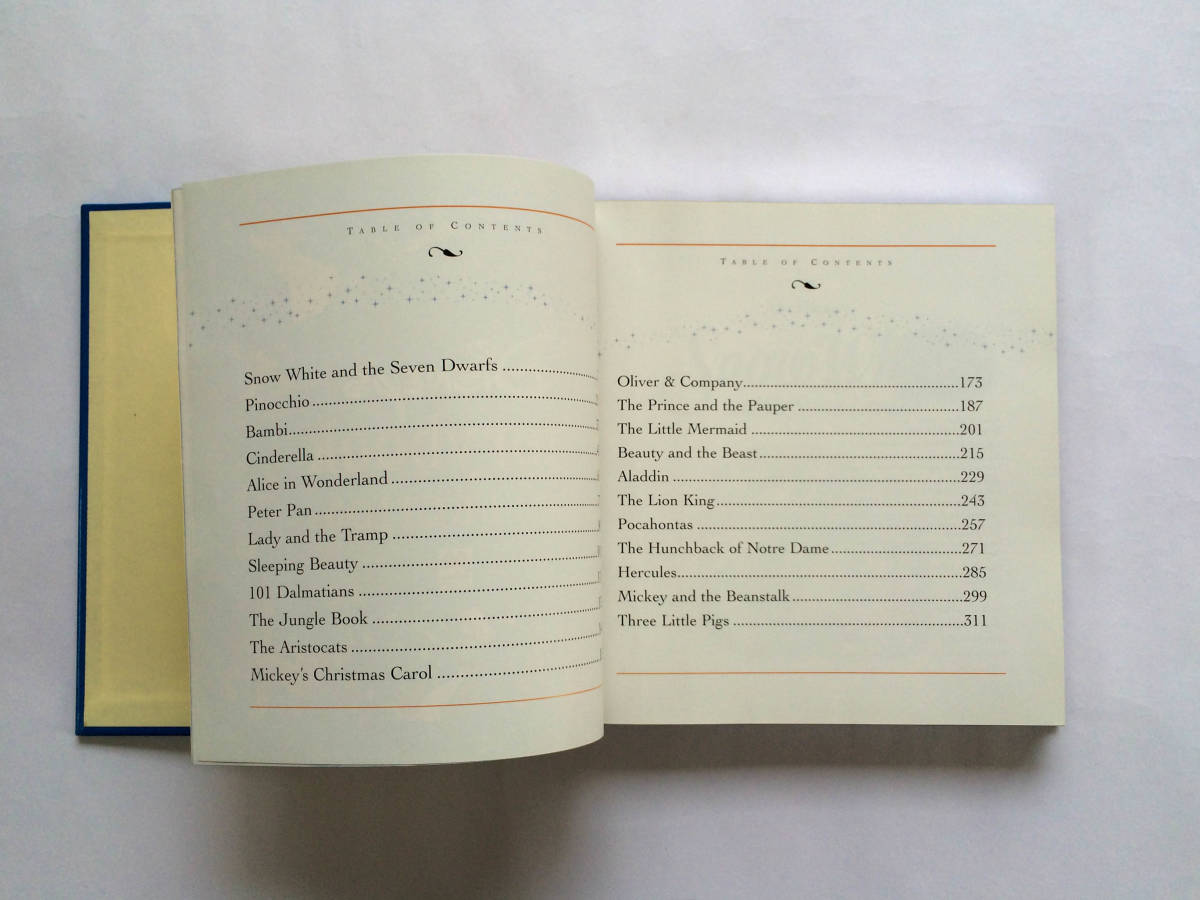 TABLE OF CONTENTS
Snow White and the Seven Dwarfs
Pinocchio
Bambi
Cinderella
Alice in Wonderland
Peter Pan
Lady and the Tramp
Sleeping Beauty
101 Dalmatians
The Jungle Book
The Aristocats
Mickey's Christmas Carol
TABLE OF CONTENTS
Oliver & Company 173
The Prince and the Pauper 187
The Little Mermaid 201
Beauty and the Beast 215
Aladdin 229
The Lion King 243
Pocahontas 257
The Hunchback of Notre Dame 271
Hercules 285
Mickey and the Beanstalk 299
Three Little Pigs 311